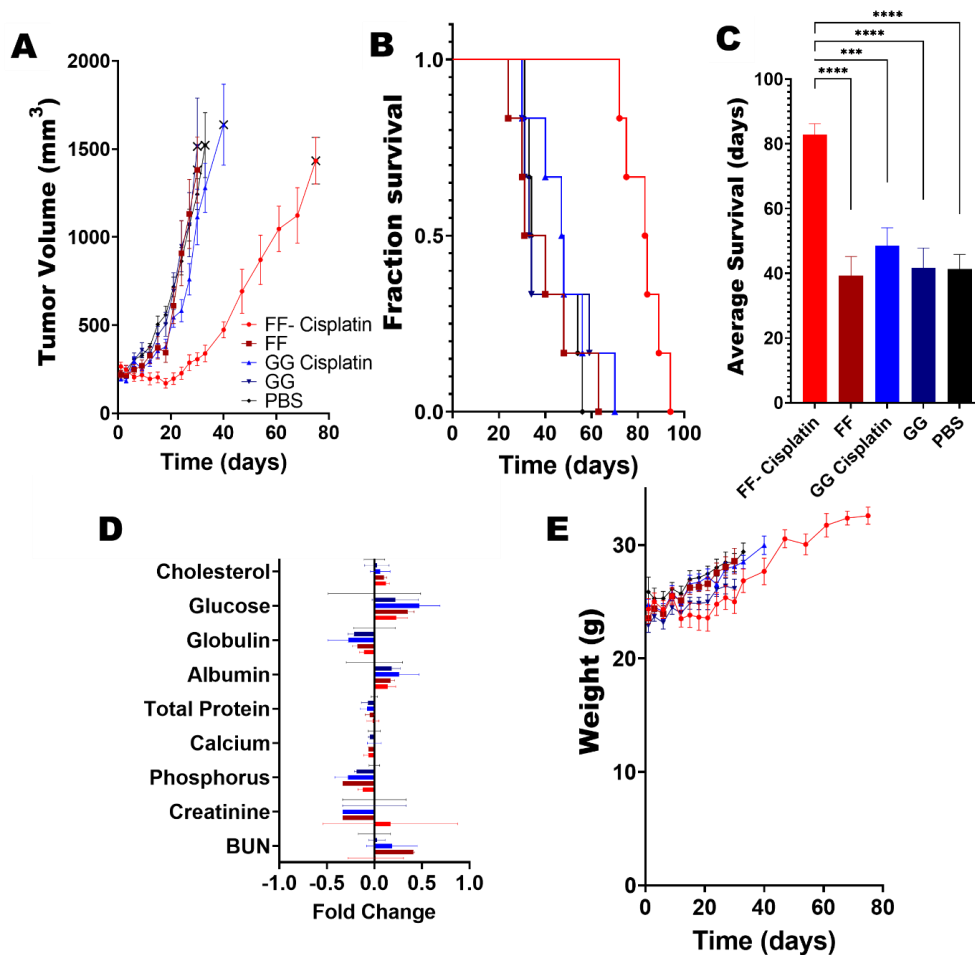 A
Tumor Volume (mm³)
2000
1500
1000
500
0
0 20 40 60 80
Time (days)
FF- Cisplatin
FF
GG Cisplatin
GG
PBS
B
Fraction survival
1.0
0.5
0.0
0 20 40 60 80 100
Time (days)
C
****
****
***
****
Average Survival (days)
100
80
60
40
20
0
FF- Cisplatin
FF
GG Cisplatin
GG
PBS
D
Cholesterol
Glucose
Globulin
Albumin
Total Protein
Calcium
Phosphorus
Creatinine
BUN
-1.0 -0.5 0.0 0.5 1.0
Fold Change
E
Weight (g)
30
20
10
0
0 20 40 60 80
Time (days)